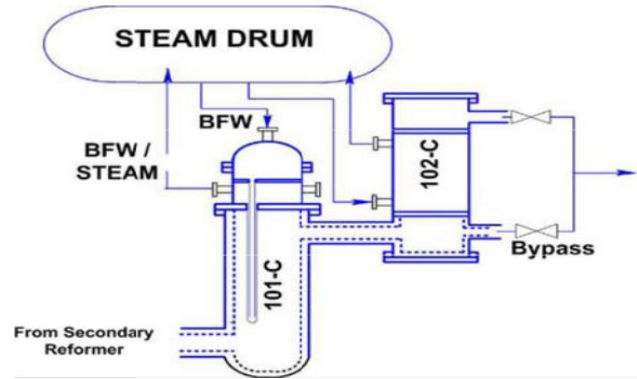 STEAM DRUM
BFW
BFW /
STEAM
102-C
Bypass
101-C
From Secondary
Reformer